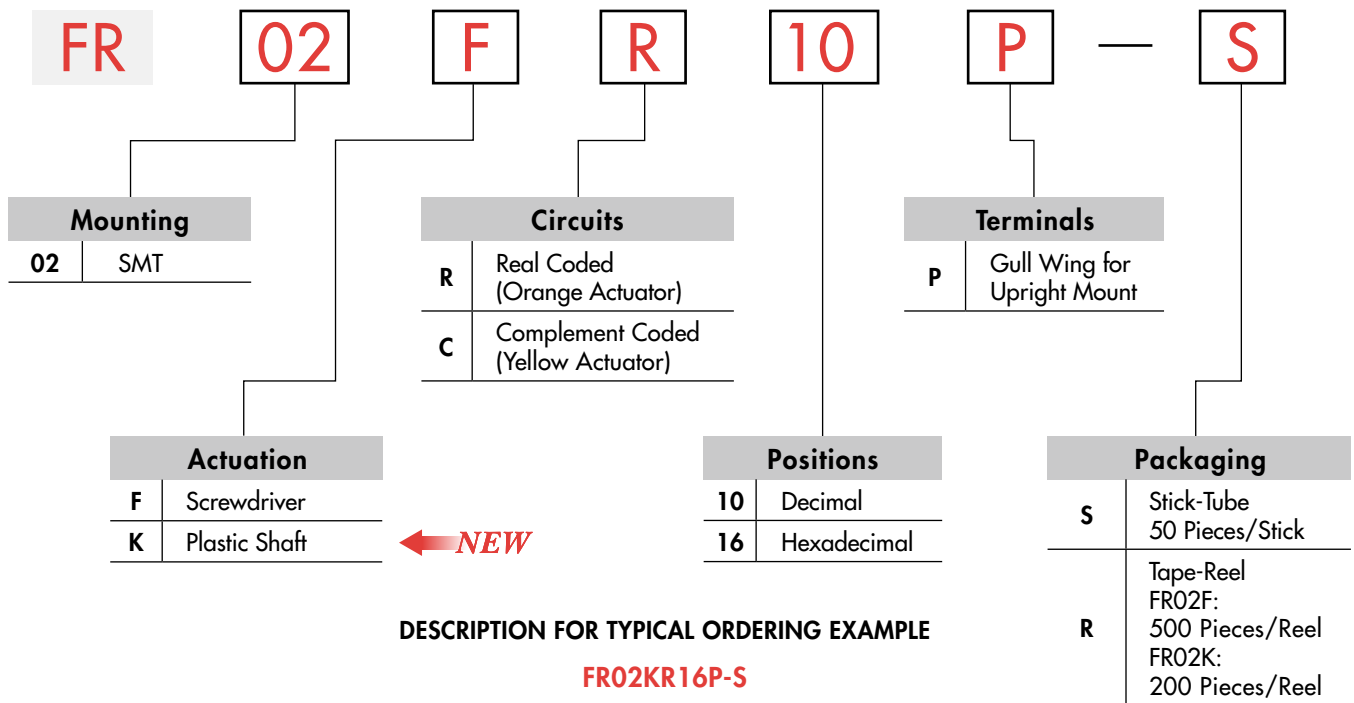 FR 02 F R 10 P — S
Mounting
02 SMT
Circuits
R Real Coded
(Orange Actuator)
C Complement Coded
(Yellow Actuator)
Terminals
P Gull Wing for
Upright Mount
Actuation
F Screwdriver
K Plastic Shaft
NEW
Positions
10 Decimal
16 Hexadecimal
Packaging
S Stick-Tube
50 Pieces/Stick
R Tape-Reel
FR02F:
500 Pieces/Reel
FR02K:
200 Pieces/Reel
DESCRIPTION FOR TYPICAL ORDERING EXAMPLE
FR02KR16P-S